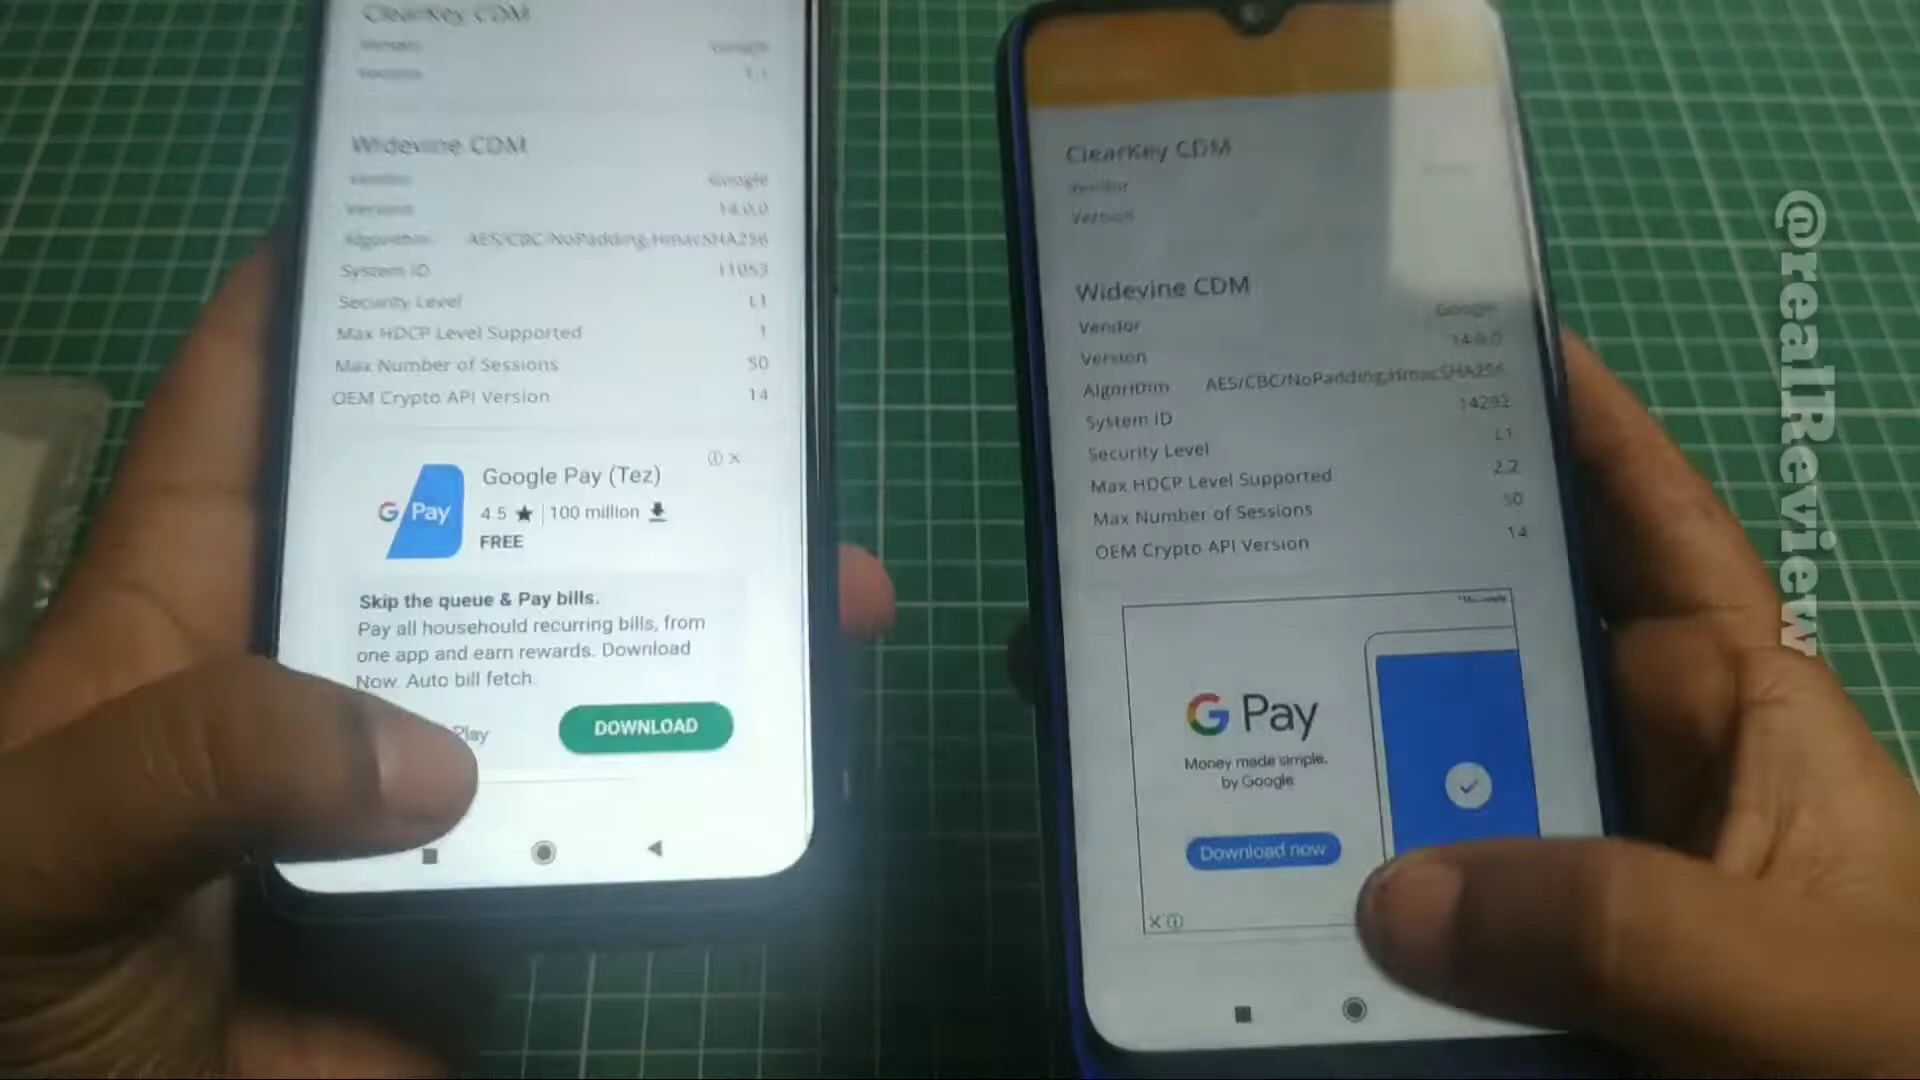 ClearKey CDM
Vendor Google
Version 1.1
Widevine CDM
Vendor Google
Version 14.0.0
Algorithm AES/CBC/NoPadding,HmacSHA256
System ID 11053
Security Level L1
Max HDCP Level Supported 1
Max Number of Sessions 50
OEM Crypto API Version 14
Google Pay (Tez)
G Pay
4.5 ★ | 100 million
FREE
Skip the queue & Pay bills.
Pay all househould recurring bills, from
one app and earn rewards. Download
Now. Auto bill fetch.
Play
DOWNLOAD
ClearKey CDM
Vendor
Version
Widevine CDM
Vendor Google
Version 14.0.0
Algorithm AES/CBC/NoPadding,HmacSHA256
System ID 14292
Security Level L1
Max HDCP Level Supported 2.2
Max Number of Sessions 50
OEM Crypto API Version 14
G Pay
Money made simple,
by Google
Download now
@realReview